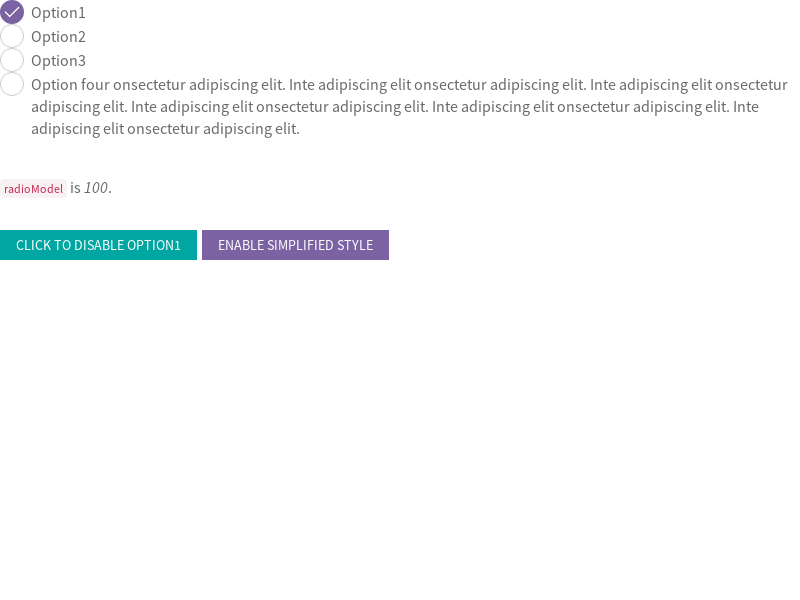 Option1
Option2
Option3
Option four onsectetur adipiscing elit. Inte adipiscing elit onsectetur adipiscing elit. Inte adipiscing elit onsectetur
adipiscing elit. Inte adipiscing elit onsectetur adipiscing elit. Inte adipiscing elit onsectetur adipiscing elit. Inte
adipiscing elit onsectetur adipiscing elit.
radioModel is 100.
CLICK TO DISABLE OPTION1 ENABLE SIMPLIFIED STYLE